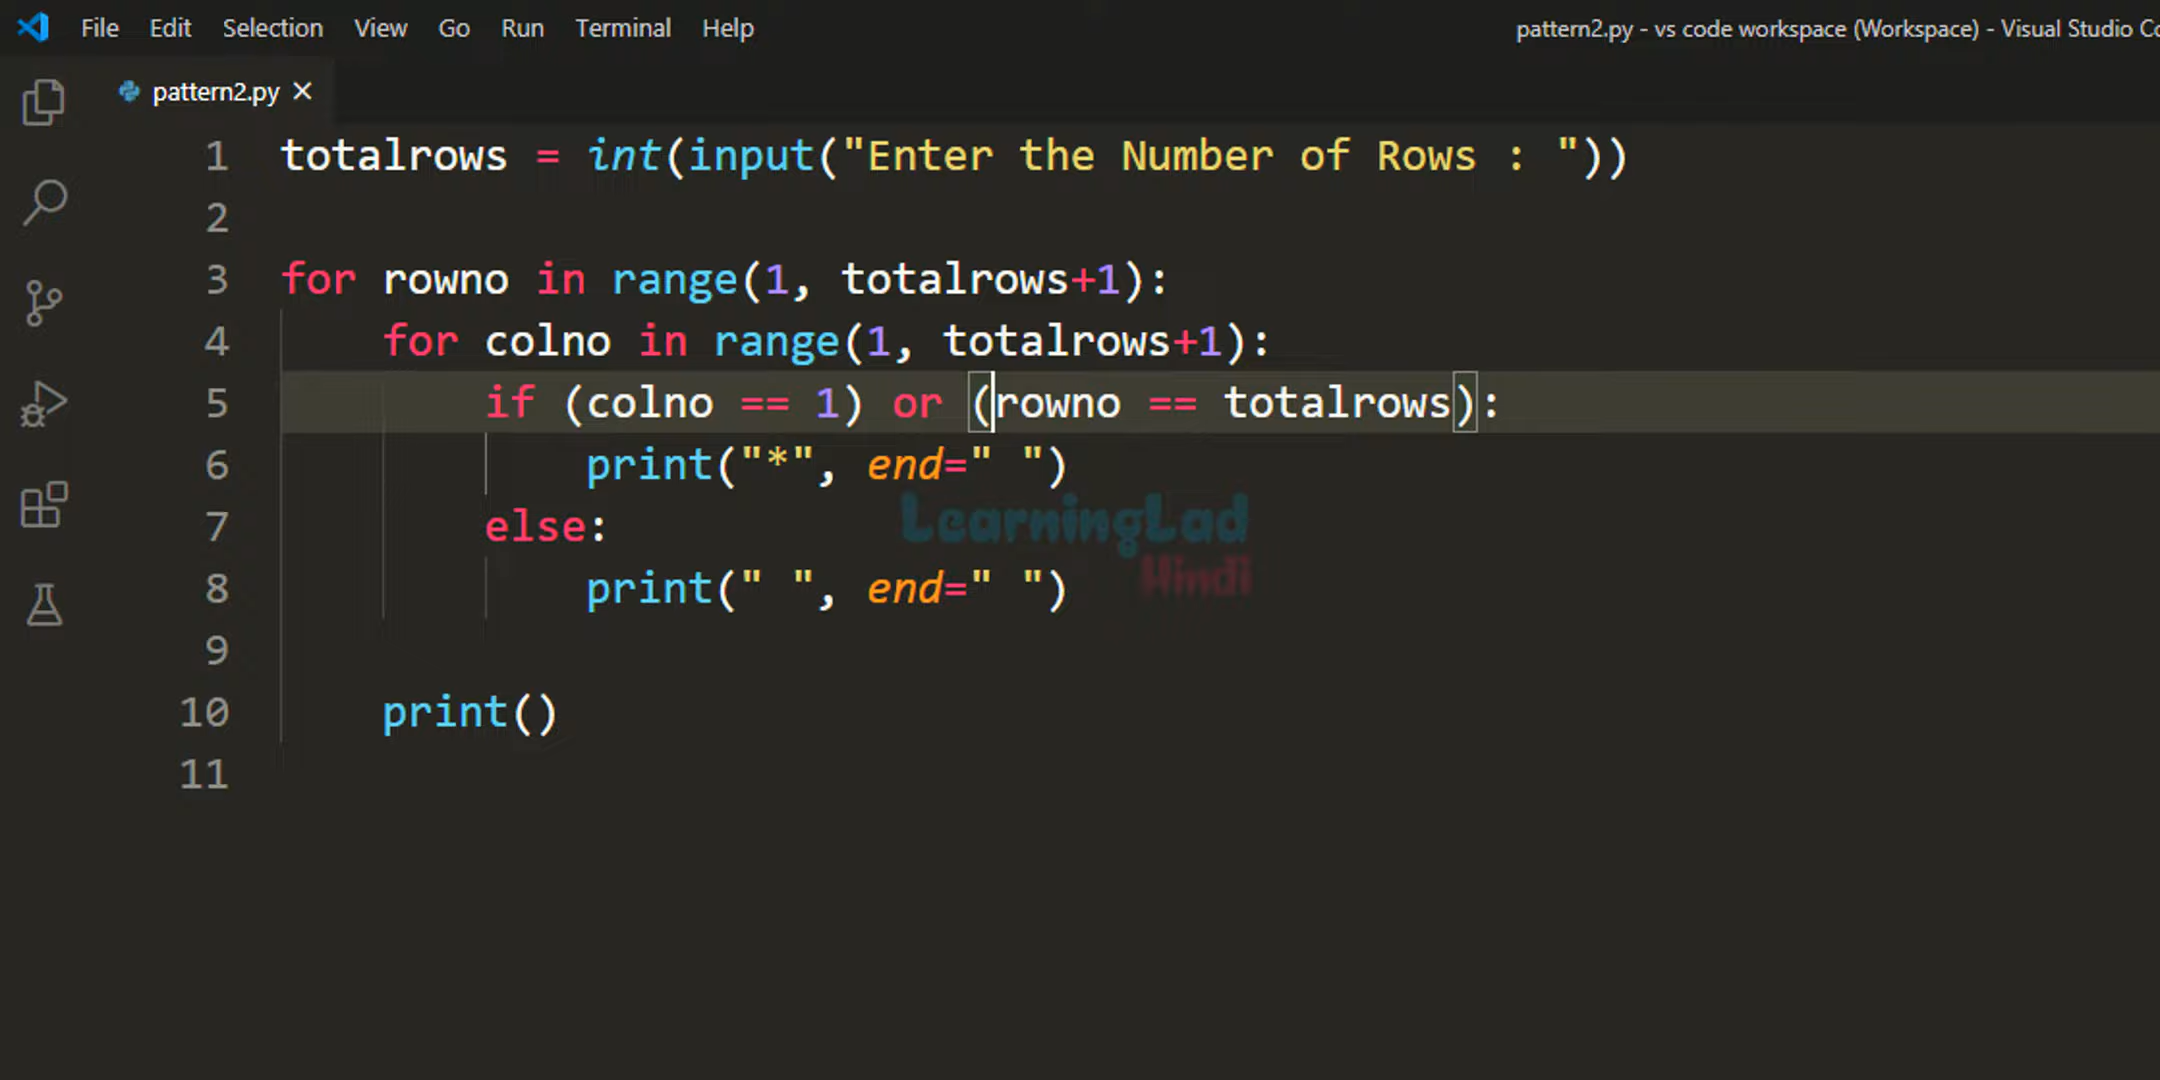 File Edit Selection View Go Run Terminal Help
pattern2.py - vs code workspace (Workspace) - Visual Studio Co
pattern2.py
1 totalrows = int(input("Enter the Number of Rows : "))
2
3 for rowno in range(1, totalrows+1):
4     for colno in range(1, totalrows+1):
5         if (colno == 1) or (rowno == totalrows):
6             print("*", end=" ")
7         else:
8             print(" ", end=" ")
9
10     print()
11
LearningLad
Hindi